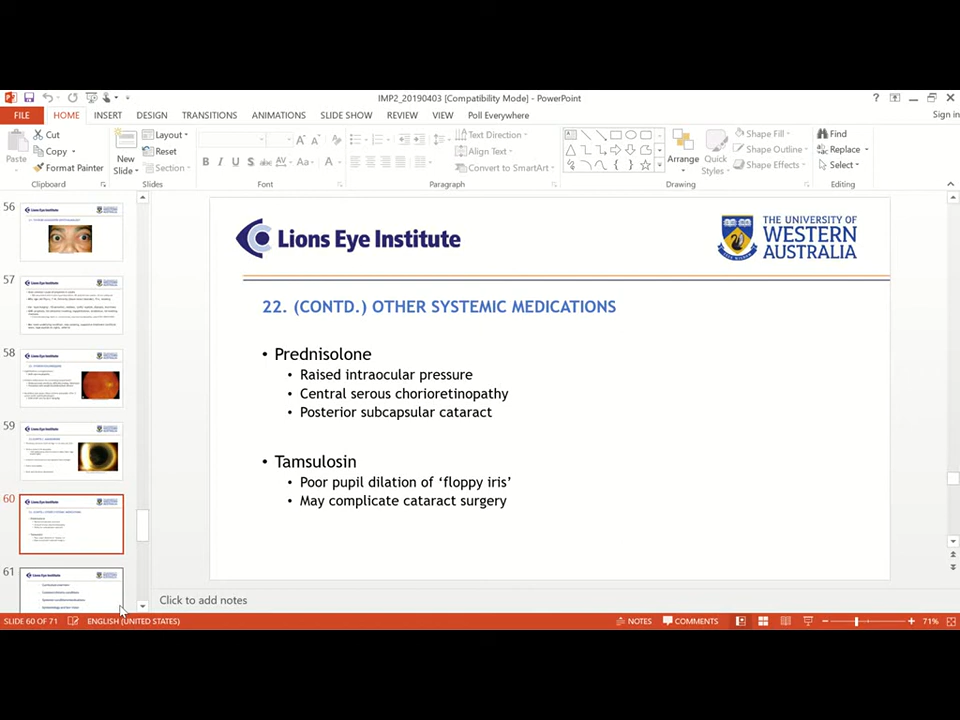 IMP2_20190403 [Compatibility Mode] - PowerPoint
Sign in
FILE HOME INSERT DESIGN TRANSITIONS ANIMATIONS SLIDE SHOW REVIEW VIEW Poll Everywhere
Paste
Cut
Copy
Format Painter
Clipboard
New
Slide
Layout
Reset
Section
Slides
Font
Text Direction
Align Text
Convert to SmartArt
Paragraph
Arrange
Quick
Styles
Shape Fill
Shape Outline
Shape Effects
Drawing
Find
Replace
Select
Editing
56
57
58
59
60
61
Lions Eye Institute
THE UNIVERSITY OF
WESTERN
AUSTRALIA
22. (CONTD.) OTHER SYSTEMIC MEDICATIONS
• Prednisolone
• Raised intraocular pressure
• Central serous chorioretinopathy
• Posterior subcapsular cataract
• Tamsulosin
• Poor pupil dilation of ‘floppy iris’
• May complicate cataract surgery
Click to add notes
SLIDE 60 OF 71 ENGLISH (UNITED STATES) NOTES COMMENTS 71%